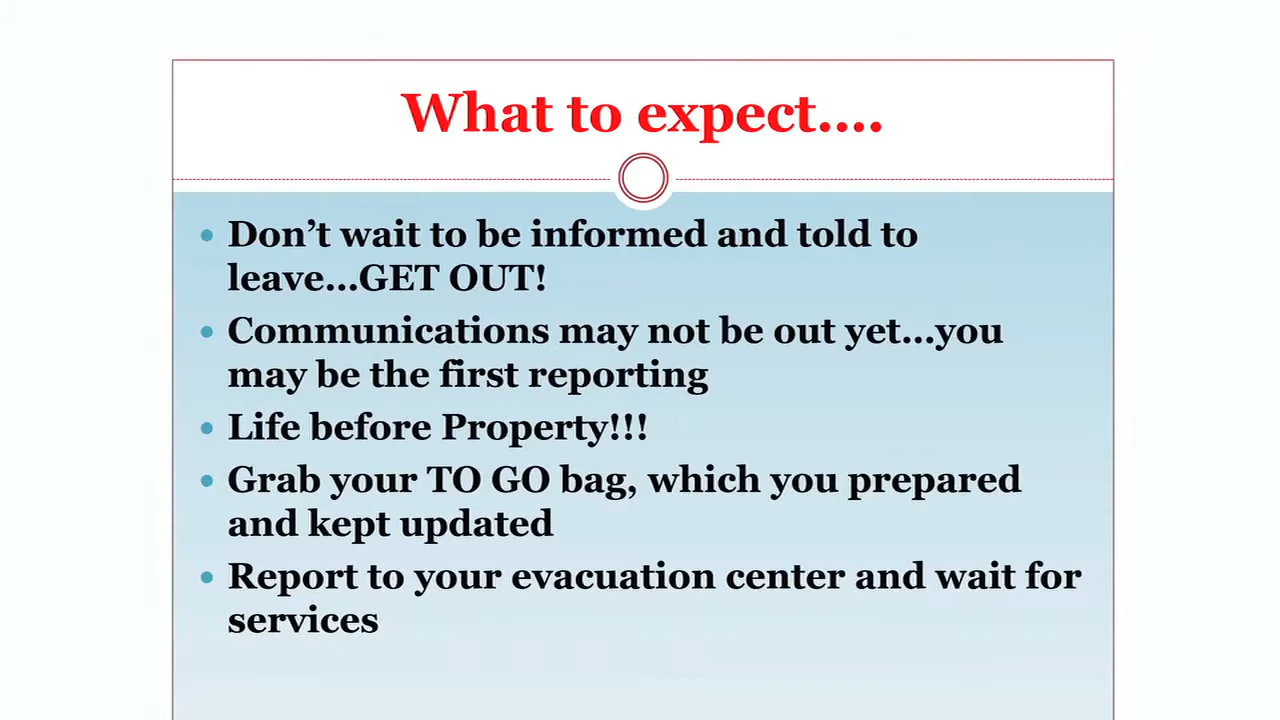 What to expect....
Don't wait to be informed and told to
leave...GET OUT!
Communications may not be out yet...you
may be the first reporting
Life before Property!!!
Grab your TO GO bag, which you prepared
and kept updated
Report to your evacuation center and wait for
services